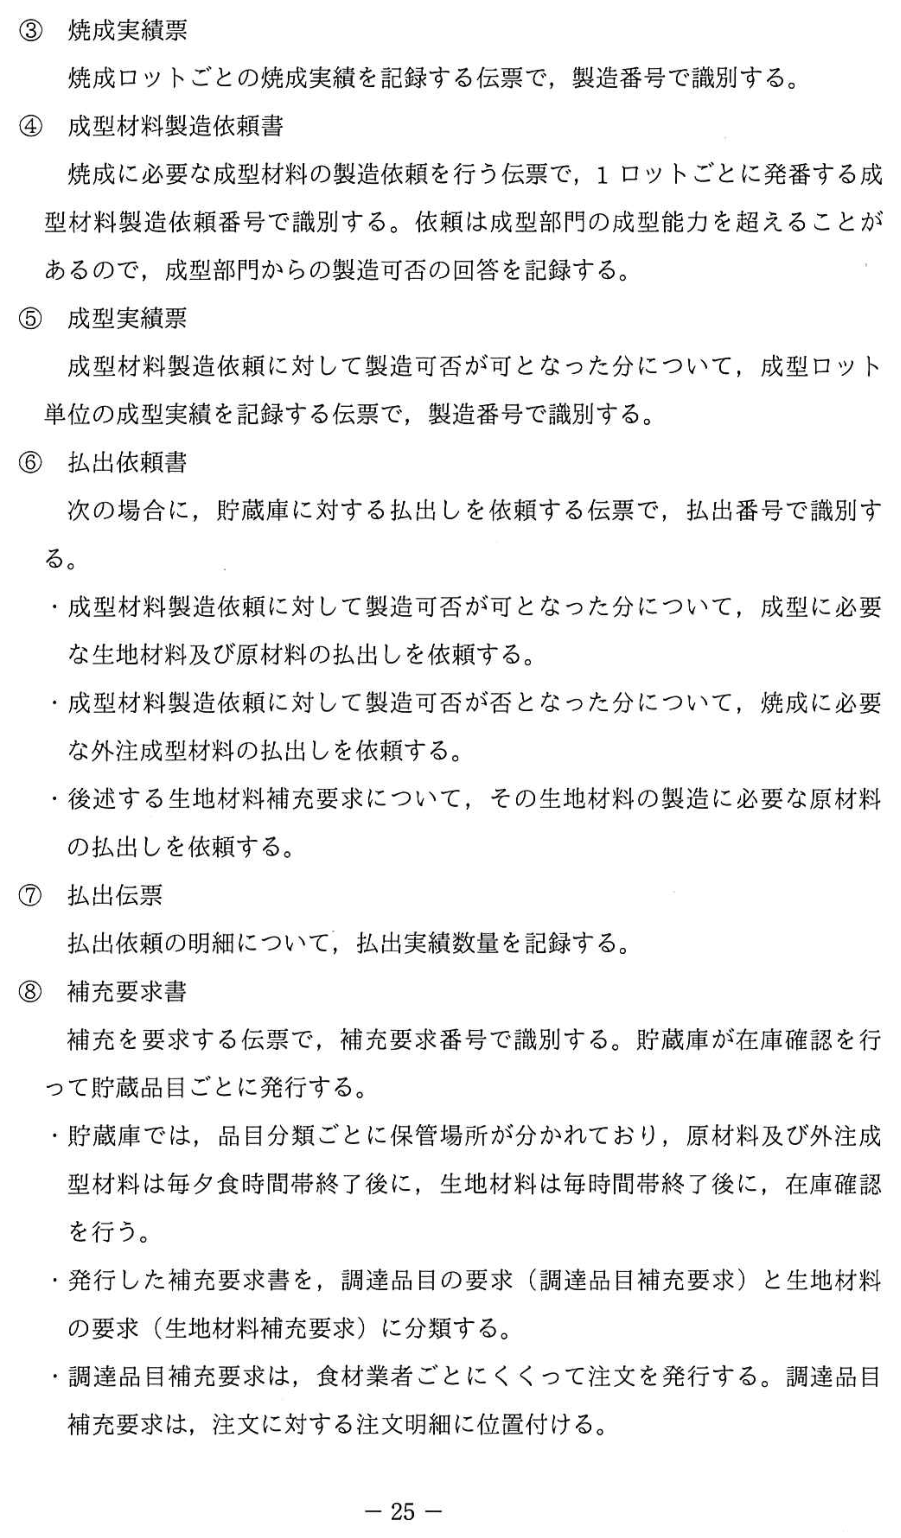 ③ 焼成実績票
焼成ロットごとの焼成実績を記録する伝票で，製造番号で識別する。
④ 成型材料製造依頼書
焼成に必要な成型材料の製造依頼を行う伝票で，1 ロットごとに発番する成
型材料製造依頼番号で識別する。依頼は成型部門の成型能力を超えることが
あるので，成型部門からの製造可否の回答を記録する。
⑤ 成型実績票
成型材料製造依頼に対して製造可否が可となった分について，成型ロット
単位の成型実績を記録する伝票で，製造番号で識別する。
⑥ 払出依頼書
次の場合に，貯蔵庫に対する払出しを依頼する伝票で，払出番号で識別す
る。
・成型材料製造依頼に対して製造可否が可となった分について，成型に必要
な生地材料及び原材料の払出しを依頼する。
・成型材料製造依頼に対して製造可否が否となった分について，焼成に必要
な外注成型材料の払出しを依頼する。
・後述する生地材料補充要求について，その生地材料の製造に必要な原材料
の払出しを依頼する。
⑦ 払出伝票
払出依頼の明細について，払出実績数量を記録する。
⑧ 補充要求書
補充を要求する伝票で，補充要求番号で識別する。貯蔵庫が在庫確認を行
って貯蔵品目ごとに発行する。
・貯蔵庫では，品目分類ごとに保管場所が分かれており，原材料及び外注成
型材料は毎夕食時間帯終了後に，生地材料は毎時間帯終了後に，在庫確認
を行う。
・発行した補充要求書を，調達品目の要求（調達品目補充要求）と生地材料
の要求（生地材料補充要求）に分類する。
・調達品目補充要求は，食材業者ごとにくくって注文を発行する。調達品目
補充要求は，注文に対する注文明細に位置付ける。
－ 25 －